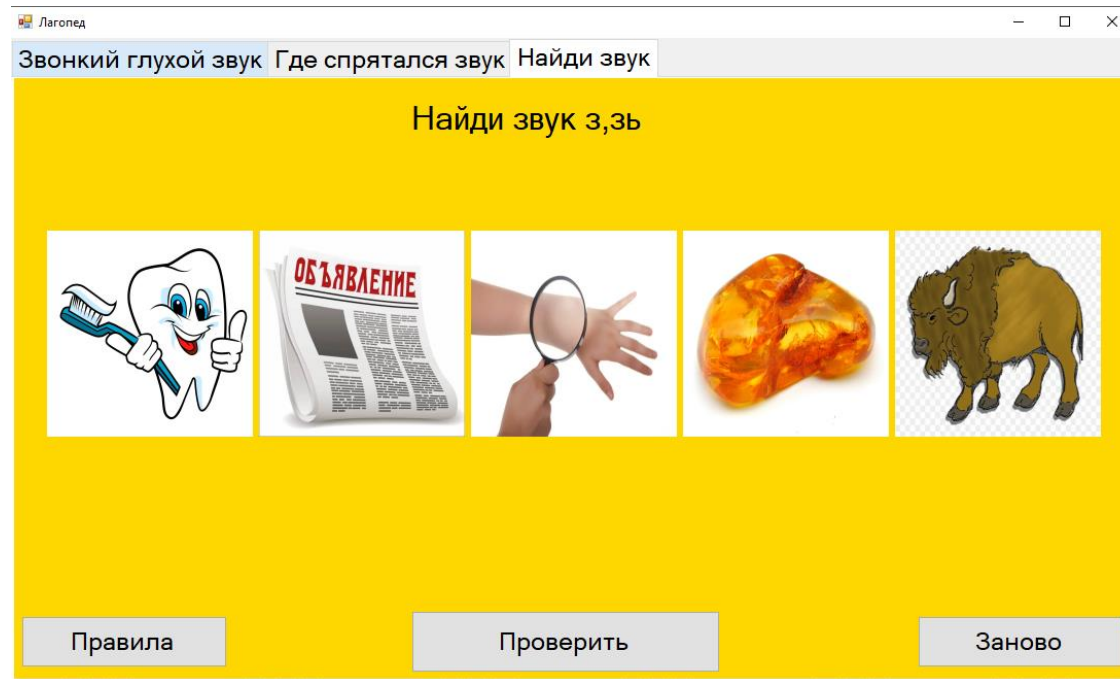 Лагопед
Звонкий глухой звук Где спрятался звук Найди звук
Найди звук з,зь
ОБЪЯВЛЕНИЕ
Правила Проверить Заново